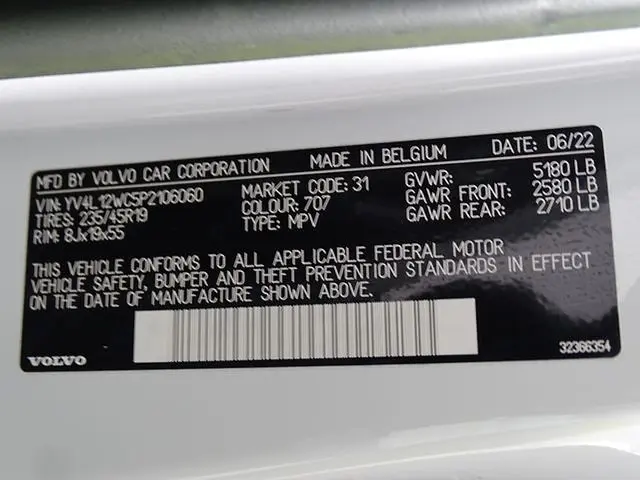 MFD BY VOLVO CAR CORPORATION MADE IN BELGIUM DATE: 06/22
VIN: YV4L12WC5P2106060 MARKET CODE: 31 GVWR: 5180 LB
TIRES: 235/45R19 COLOUR: 707 GAWR FRONT: 2580 LB
RIM: 8Jx19x55 TYPE: MPV GAWR REAR: 2710 LB
THIS VEHICLE CONFORMS TO ALL APPLICABLE FEDERAL MOTOR
VEHICLE SAFETY, BUMPER AND THEFT PREVENTION STANDARDS IN EFFECT
ON THE DATE OF MANUFACTURE SHOWN ABOVE.
VOLVO 32366354